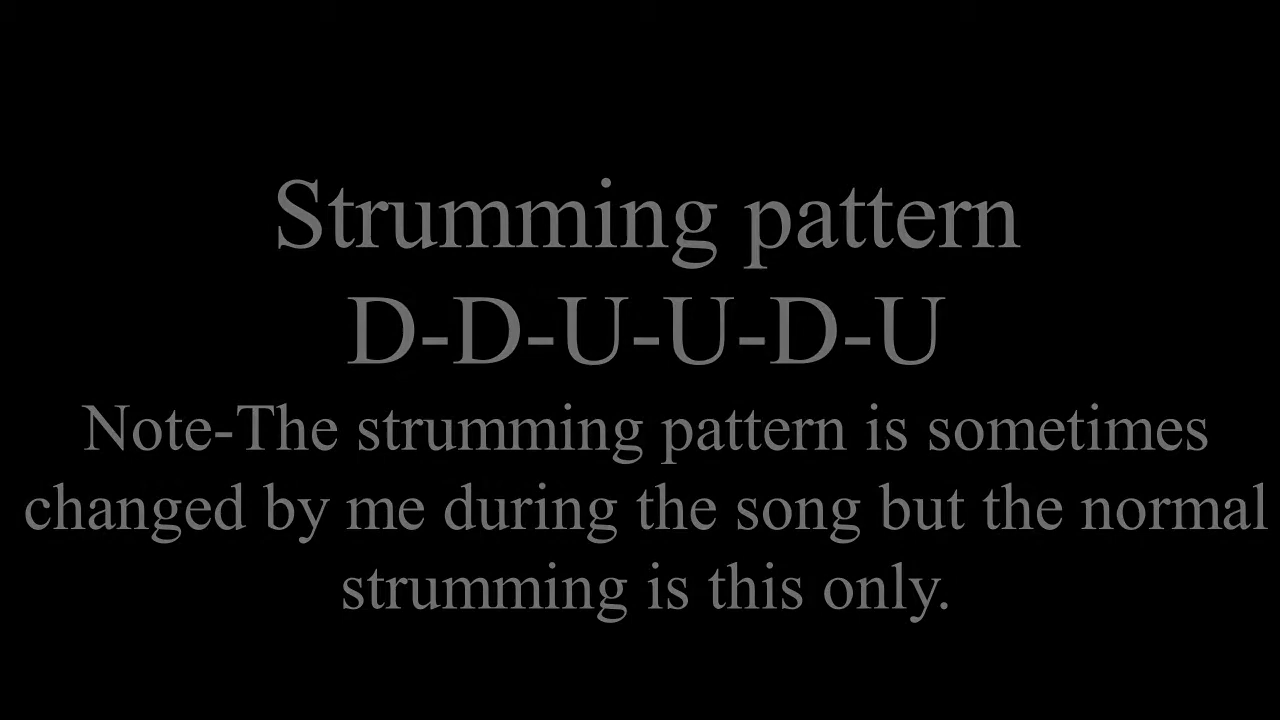 Strumming pattern
D-D-U-U-D-U
Note-The strumming pattern is sometimes
changed by me during the song but the normal
strumming is this only.